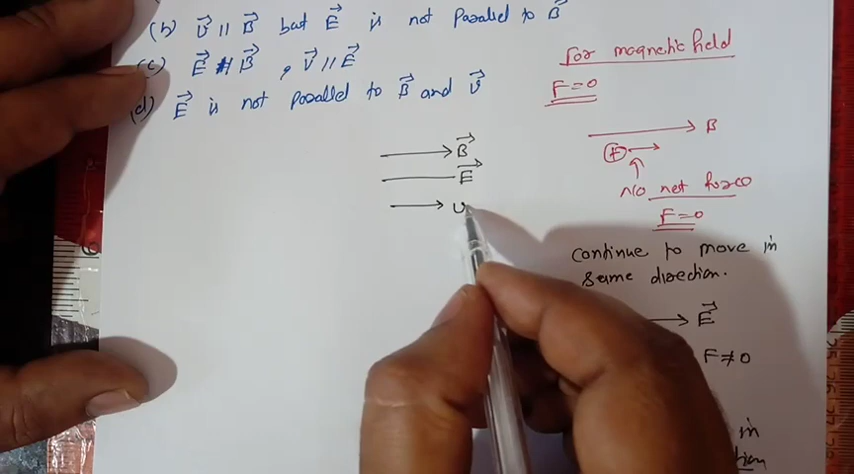 (b) v⃗ // B⃗ but E⃗ is not Parallel to B⃗
(c) E⃗ ∦ B⃗ , v⃗ // E⃗
(d) E⃗ is not parallel to B⃗ and v⃗
B⃗
E⃗
v
for magnetic field
F=0
B
+
No net force
F=0
continue to move in
same direction.
E⃗
F≠0
in